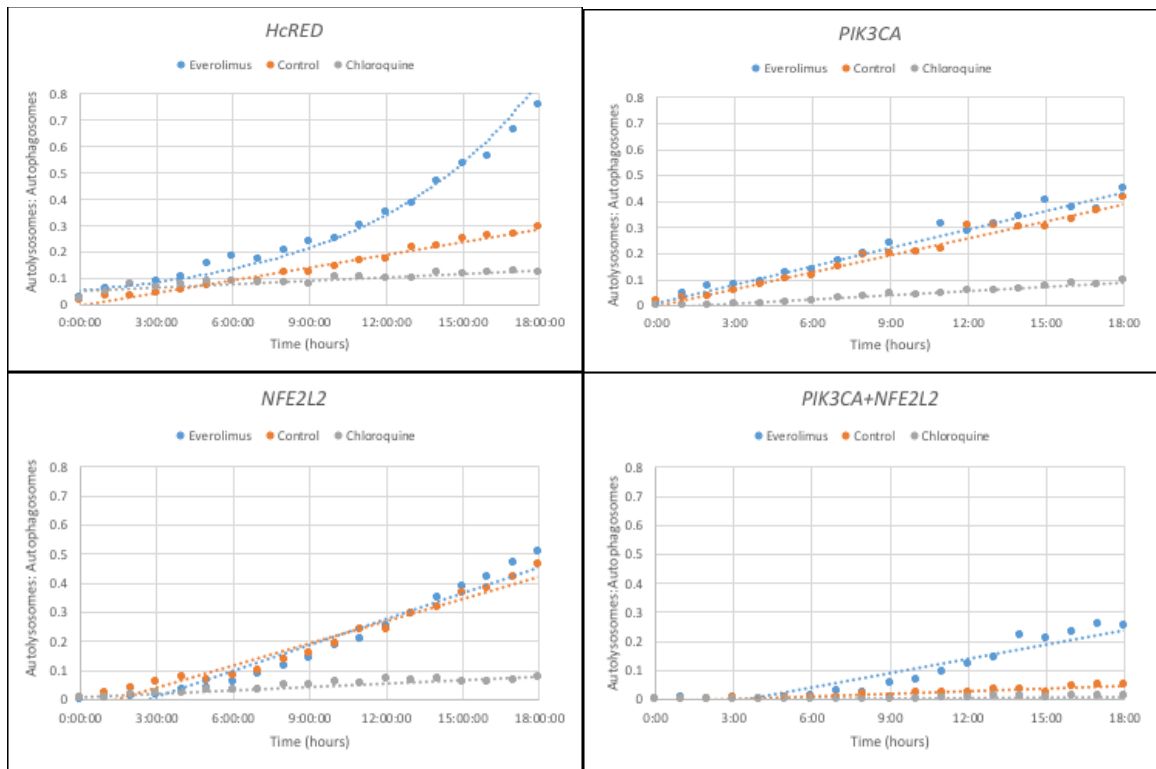 HcRED
Everolimus Control Chloroquine
Autolysosomes: Autophagosomes
0.8
0.7
0.6
0.5
0.4
0.3
0.2
0.1
0
0:00:00 3:00:00 6:00:00 9:00:00 12:00:00 15:00:00 18:00:00
Time (hours)
PIK3CA
Everolimus Control Chloroquine
Autolysosomes: Autophagosomes
0.8
0.7
0.6
0.5
0.4
0.3
0.2
0.1
0
0:00 3:00 6:00 9:00 12:00 15:00 18:00
Time (hours)
NFE2L2
Everolimus Control Chloroquine
Autolysosomes: Autophagosomes
0.8
0.7
0.6
0.5
0.4
0.3
0.2
0.1
0
0:00:00 3:00:00 6:00:00 9:00:00 12:00:00 15:00:00 18:00:00
Time (hours)
PIK3CA+NFE2L2
Everolimus Control Chloroquine
Autolysosomes:Autophagosomes
0.8
0.7
0.6
0.5
0.4
0.3
0.2
0.1
0
0:00 3:00 6:00 9:00 12:00 15:00 18:00
Time (hours)